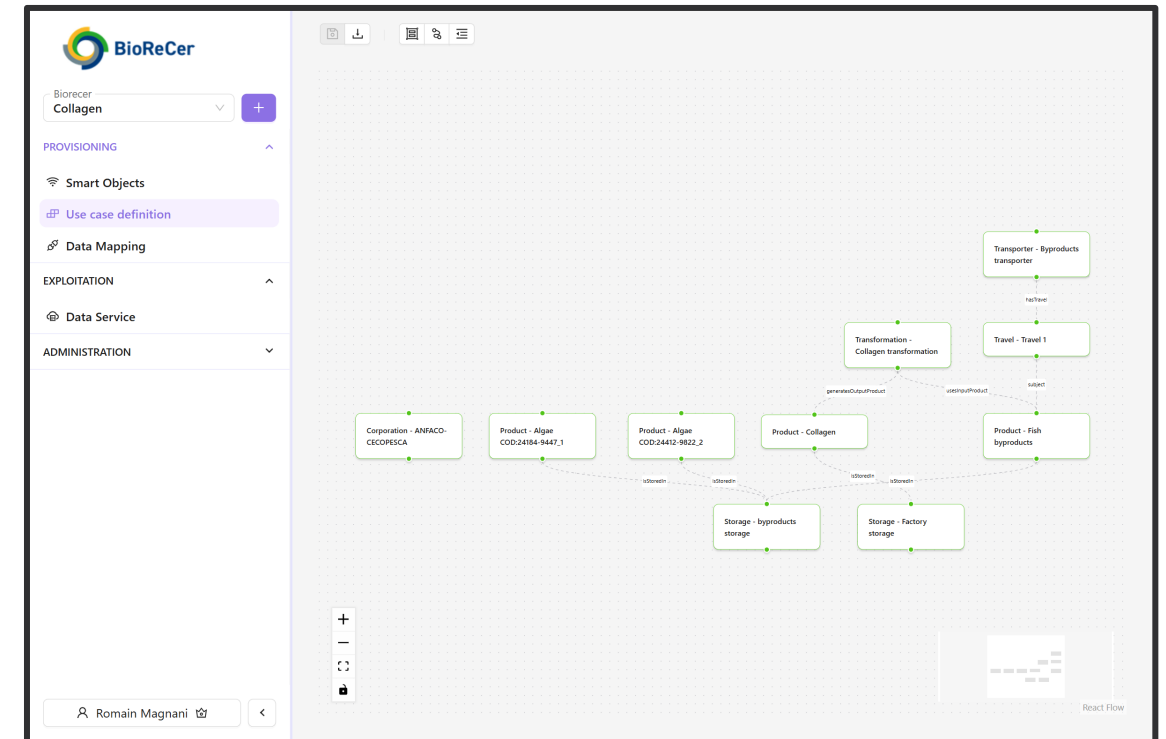 BioReCer
Biorecer
Collagen
PROVISIONING
Smart Objects
Use case definition
Data Mapping
EXPLOITATION
Data Service
ADMINISTRATION
Romain Magnani
Transporter - Byproducts
transporter
hasTravel
Transformation -
Collagen transformation
Travel - Travel 1
generatesOutputProduct
usesInputProduct
subject
Corporation - ANFACO-
CECOPESCA
Product - Algae
COD:24184-9447_1
Product - Algae
COD:24412-9822_2
Product - Collagen
Product - Fish
byproducts
isStoredIn
isStoredIn
isStoredIn
isStoredIn
Storage - byproducts
storage
Storage - Factory
storage
React Flow